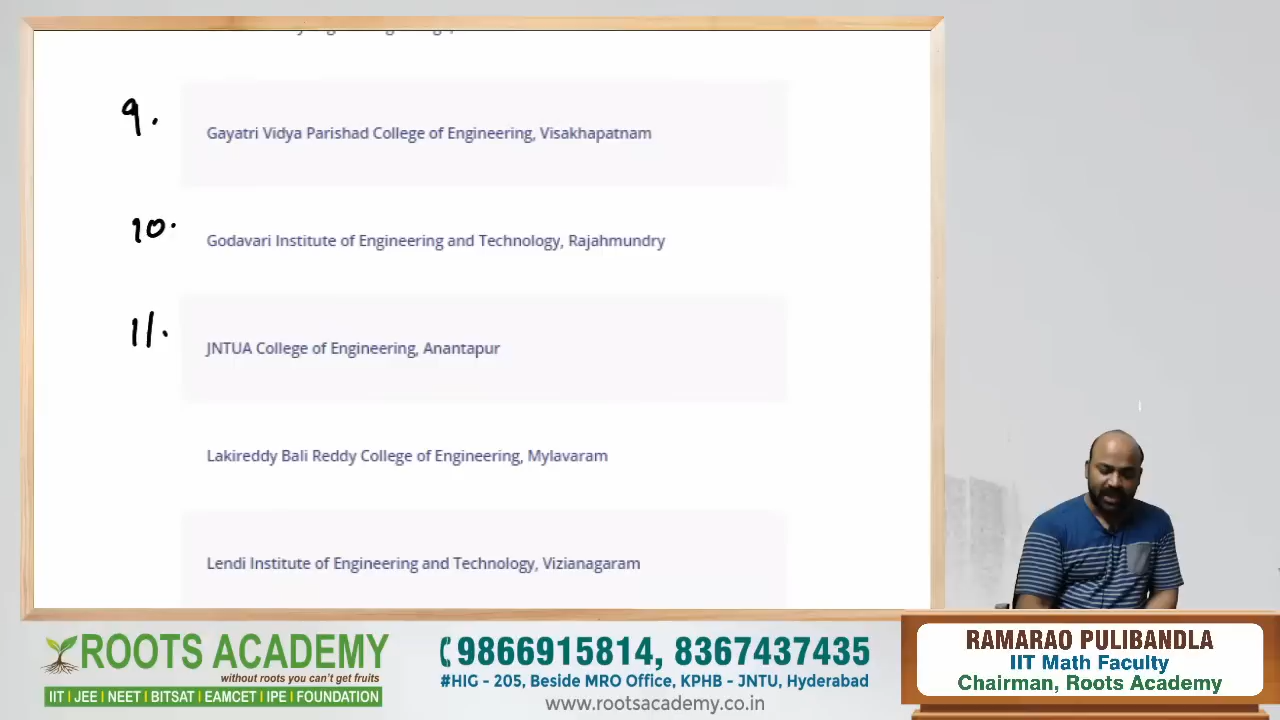 9.
Gayatri Vidya Parishad College of Engineering, Visakhapatnam
10.
Godavari Institute of Engineering and Technology, Rajahmundry
11.
JNTUA College of Engineering, Anantapur
Lakireddy Bali Reddy College of Engineering, Mylavaram
Lendi Institute of Engineering and Technology, Vizianagaram
ROOTS ACADEMY
without roots you can't get fruits
IIT | JEE | NEET | BITSAT | EAMCET | IPE | FOUNDATION
9866915814, 8367437435
#HIG - 205, Beside MRO Office, KPHB - JNTU, Hyderabad
www.rootsacademy.co.in
RAMARAO PULIBANDLA
IIT Math Faculty
Chairman, Roots Academy